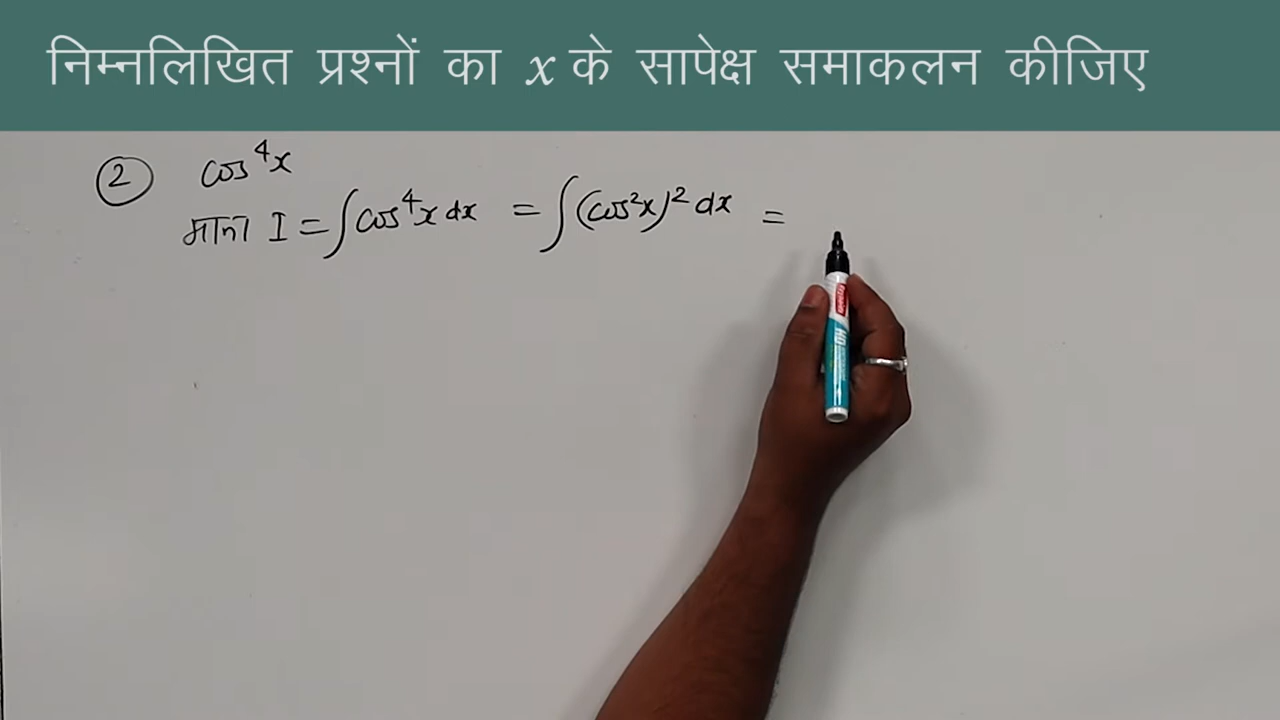 निम्नलिखित प्रश्नों का x के सापेक्ष समाकलन कीजिए
② cos⁴x
माना I = ∫cos⁴x dx = ∫(cos²x)² dx =